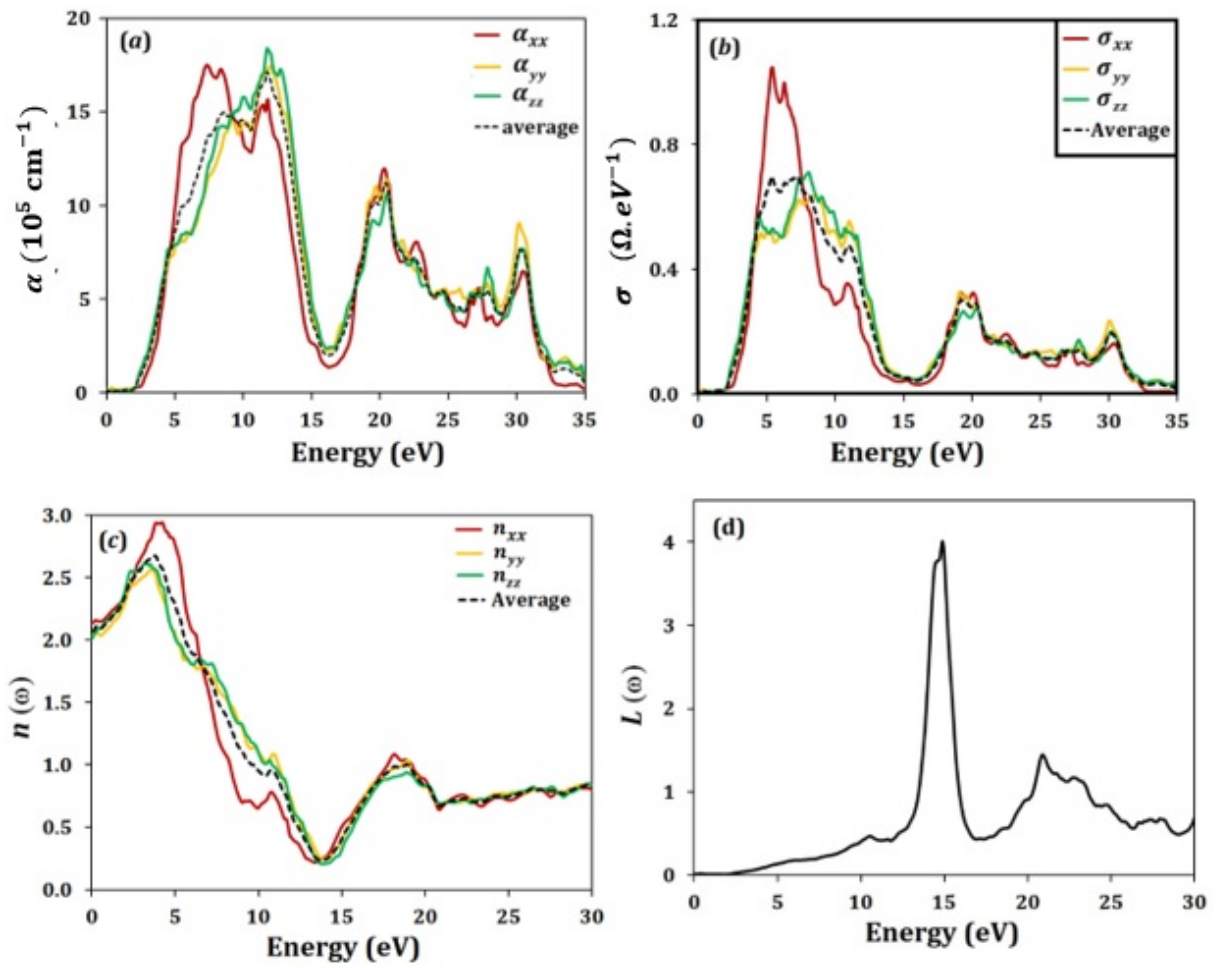 (a)
α_xx
α_yy
α_zz
average
α (10⁵ cm⁻¹)
20
15
10
5
0
0 5 10 15 20 25 30 35
Energy (eV)
(b)
σ_xx
σ_yy
σ_zz
Average
σ (Ω.eV⁻¹)
1.2
0.8
0.4
0.0
0 5 10 15 20 25 30 35
Energy (eV)
(c)
n_xx
n_yy
n_zz
Average
n (ω)
3.0
2.5
2.0
1.5
1.0
0.5
0.0
0 5 10 15 20 25 30
Energy (eV)
(d)
L (ω)
4
3
2
1
0
0 5 10 15 20 25 30
Energy (eV)